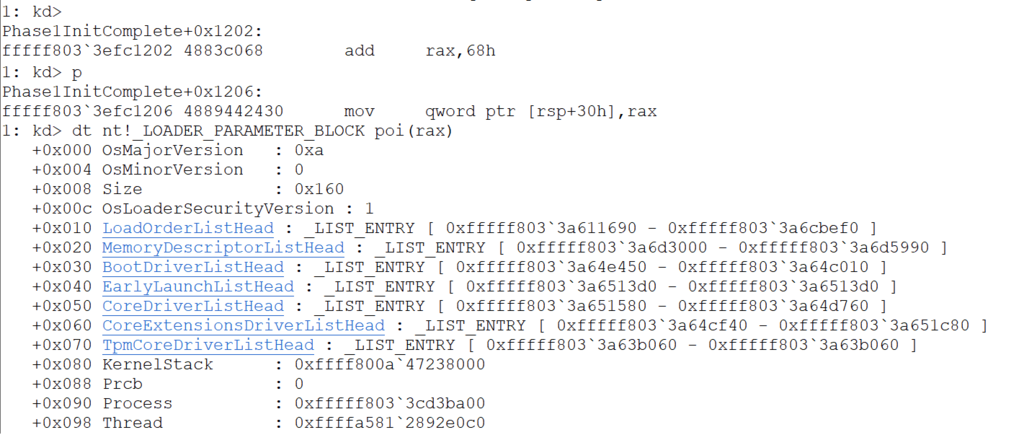 1: kd>
Phase1InitComplete+0x1202:
fffff803`3efc1202 4883c068        add     rax,68h
1: kd> p
Phase1InitComplete+0x1206:
fffff803`3efc1206 4889442430      mov     qword ptr [rsp+30h],rax
1: kd> dt nt!_LOADER_PARAMETER_BLOCK poi(rax)
   +0x000 OsMajorVersion   : 0xa
   +0x004 OsMinorVersion   : 0
   +0x008 Size             : 0x160
   +0x00c OsLoaderSecurityVersion : 1
   +0x010 LoadOrderListHead : _LIST_ENTRY [ 0xfffff803`3a611690 - 0xfffff803`3a6cbef0 ]
   +0x020 MemoryDescriptorListHead : _LIST_ENTRY [ 0xfffff803`3a6d3000 - 0xfffff803`3a6d5990 ]
   +0x030 BootDriverListHead : _LIST_ENTRY [ 0xfffff803`3a64e450 - 0xfffff803`3a64c010 ]
   +0x040 EarlyLaunchListHead : _LIST_ENTRY [ 0xfffff803`3a6513d0 - 0xfffff803`3a6513d0 ]
   +0x050 CoreDriverListHead : _LIST_ENTRY [ 0xfffff803`3a651580 - 0xfffff803`3a64d760 ]
   +0x060 CoreExtensionsDriverListHead : _LIST_ENTRY [ 0xfffff803`3a64cf40 - 0xfffff803`3a651c80 ]
   +0x070 TpmCoreDriverListHead : _LIST_ENTRY [ 0xfffff803`3a63b060 - 0xfffff803`3a63b060 ]
   +0x080 KernelStack      : 0xffff800a`47238000
   +0x088 Prcb             : 0
   +0x090 Process          : 0xfffff803`3cd3ba00
   +0x098 Thread           : 0xffffa581`2892e0c0